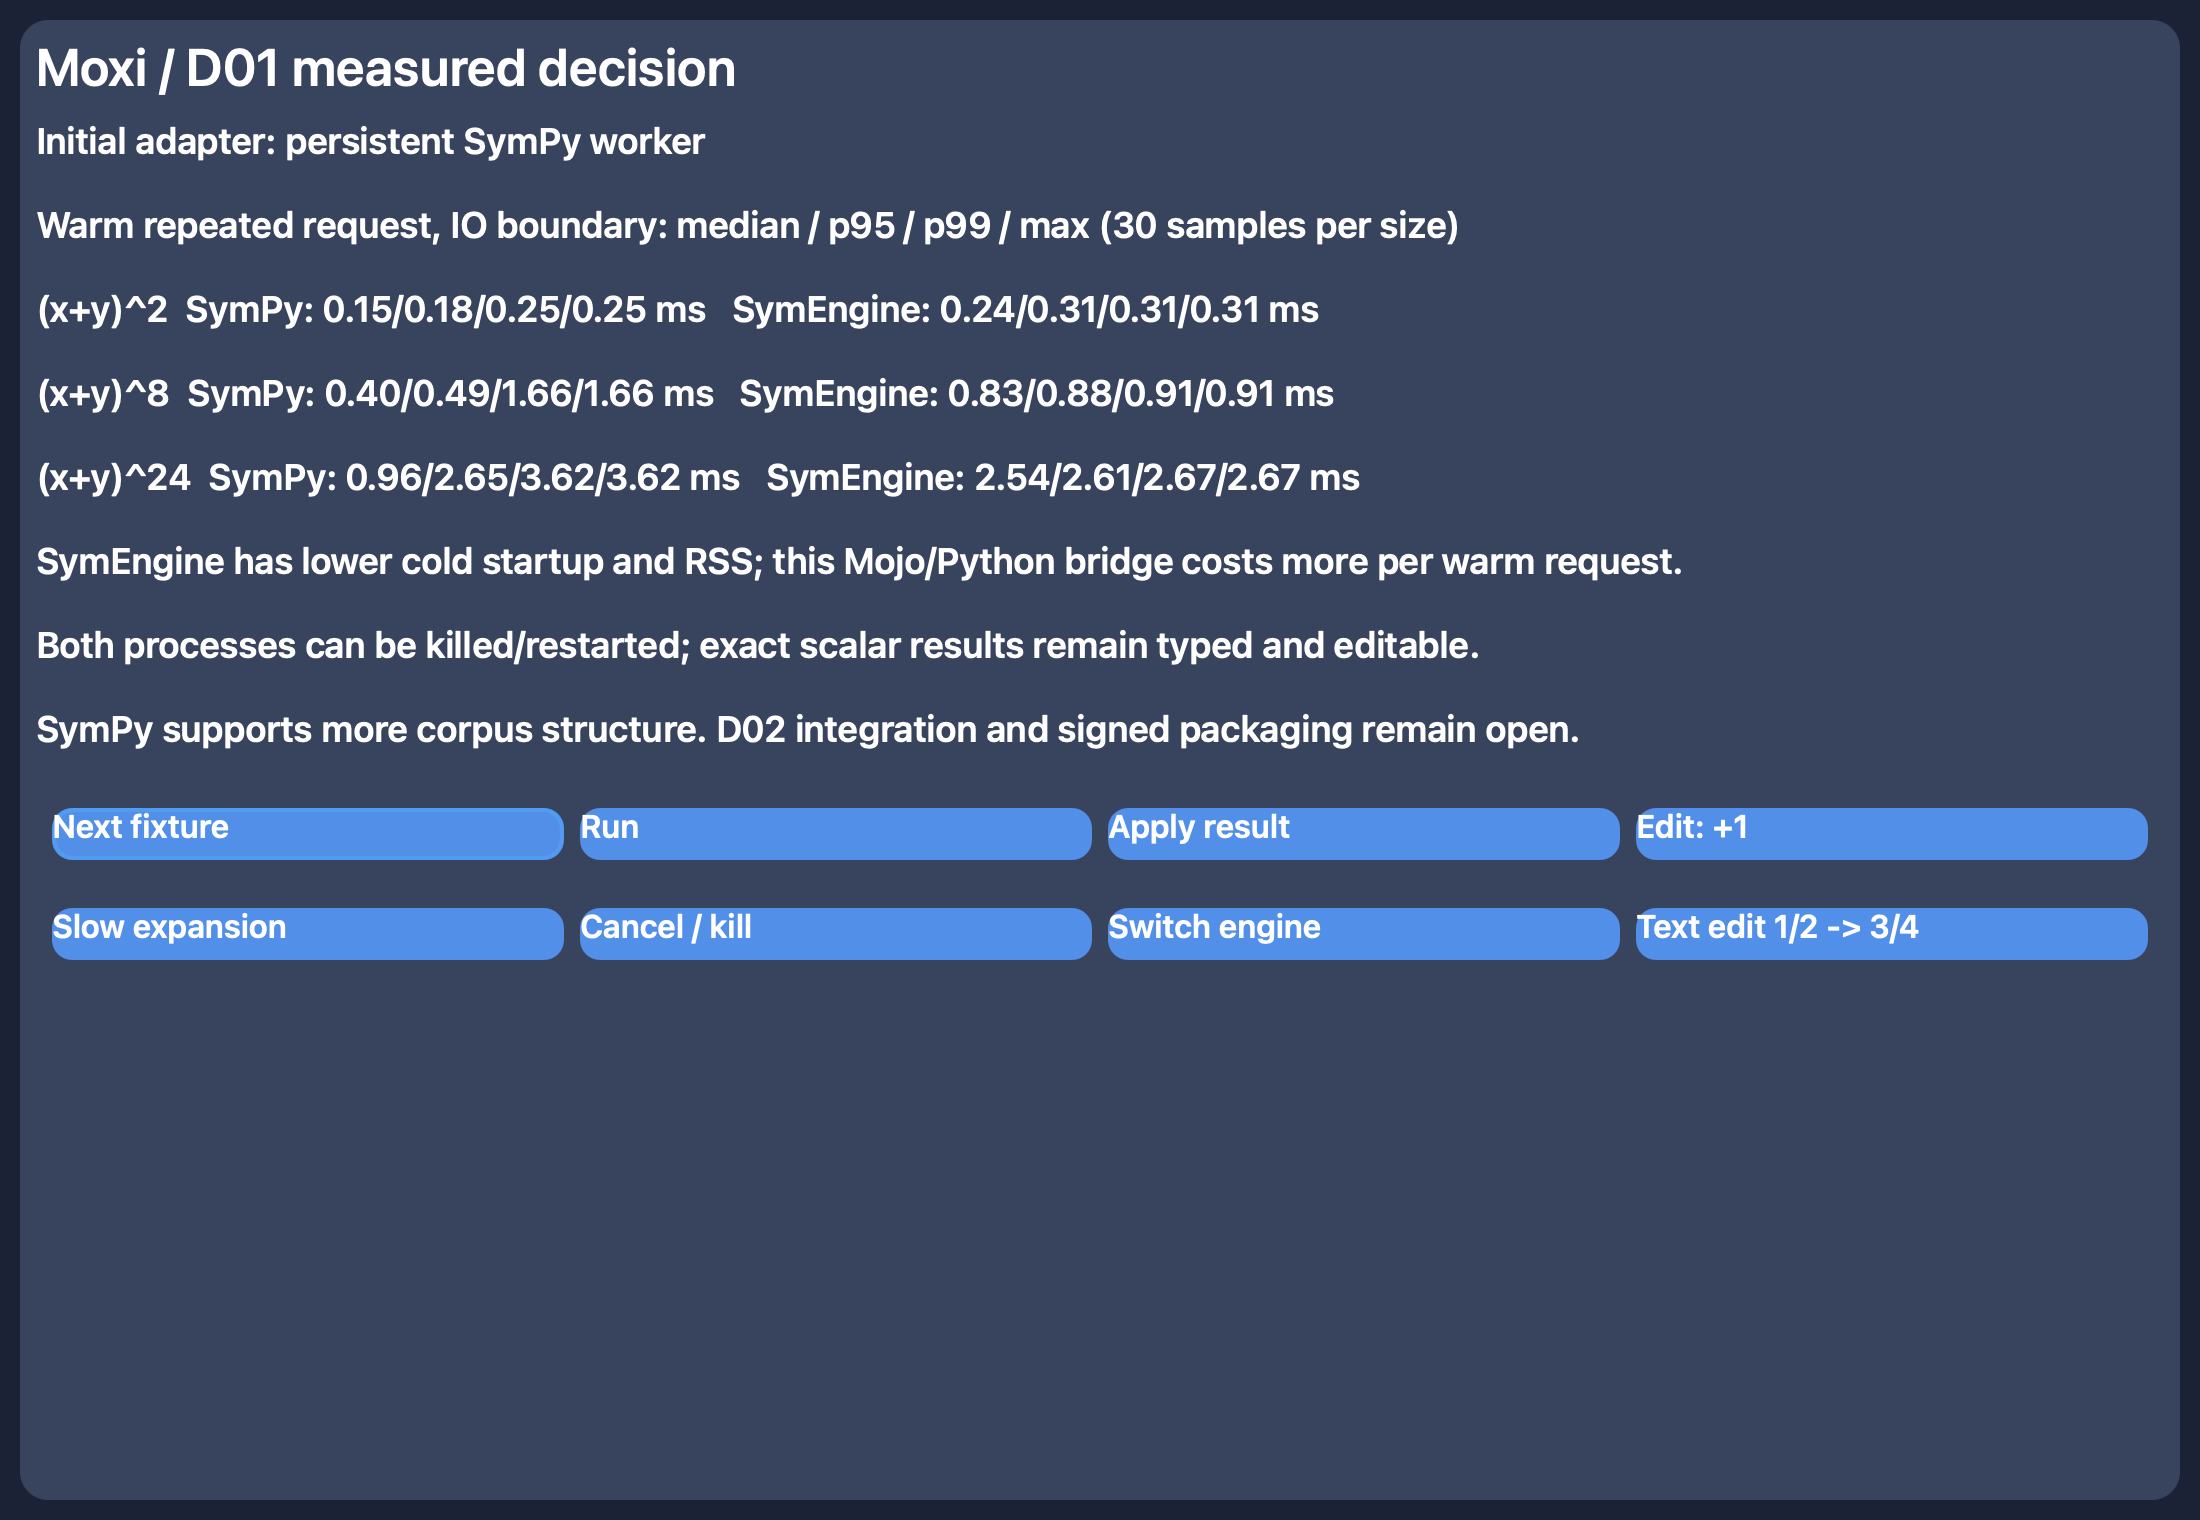 Moxi / D01 measured decision
Initial adapter: persistent SymPy worker
Warm repeated request, IO boundary: median / p95 / p99 / max (30 samples per size)
(x+y)^2  SymPy: 0.15/0.18/0.25/0.25 ms   SymEngine: 0.24/0.31/0.31/0.31 ms
(x+y)^8  SymPy: 0.40/0.49/1.66/1.66 ms   SymEngine: 0.83/0.88/0.91/0.91 ms
(x+y)^24  SymPy: 0.96/2.65/3.62/3.62 ms   SymEngine: 2.54/2.61/2.67/2.67 ms
SymEngine has lower cold startup and RSS; this Mojo/Python bridge costs more per warm request.
Both processes can be killed/restarted; exact scalar results remain typed and editable.
SymPy supports more corpus structure. D02 integration and signed packaging remain open.
Next fixture
Run
Apply result
Edit: +1
Slow expansion
Cancel / kill
Switch engine
Text edit 1/2 -> 3/4